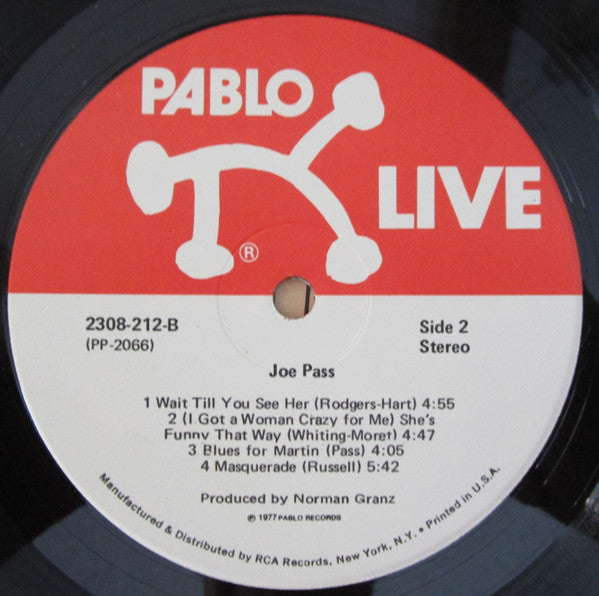 PABLO
LIVE
®
2308-212-B
(PP-2066)
Side 2
Stereo
Joe Pass
1 Wait Till You See Her (Rodgers-Hart) 4:55
2 (I Got a Woman Crazy for Me) She's
Funny That Way (Whiting-Moret) 4:47
3 Blues for Martin (Pass) 4:05
4 Masquerade (Russell) 5:42
Produced by Norman Granz
℗ 1977 PABLO RECORDS
Manufactured & Distributed by RCA Records, New York, N.Y. • Printed in U.S.A.